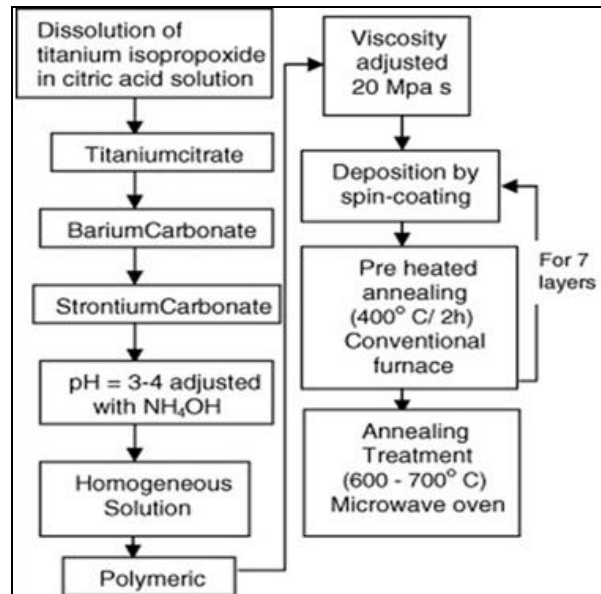 Dissolution of
titanium isopropoxide
in citric acid solution
Titaniumcitrate
BariumCarbonate
StrontiumCarbonate
pH = 3-4 adjusted
with NH₄OH
Homogeneous
Solution
Polymeric
Viscosity
adjusted
20 Mpa s
Deposition by
spin-coating
Pre heated
annealing
(400° C/ 2h)
Conventional
furnace
For 7
layers
Annealing
Treatment
(600 - 700° C)
Microwave oven